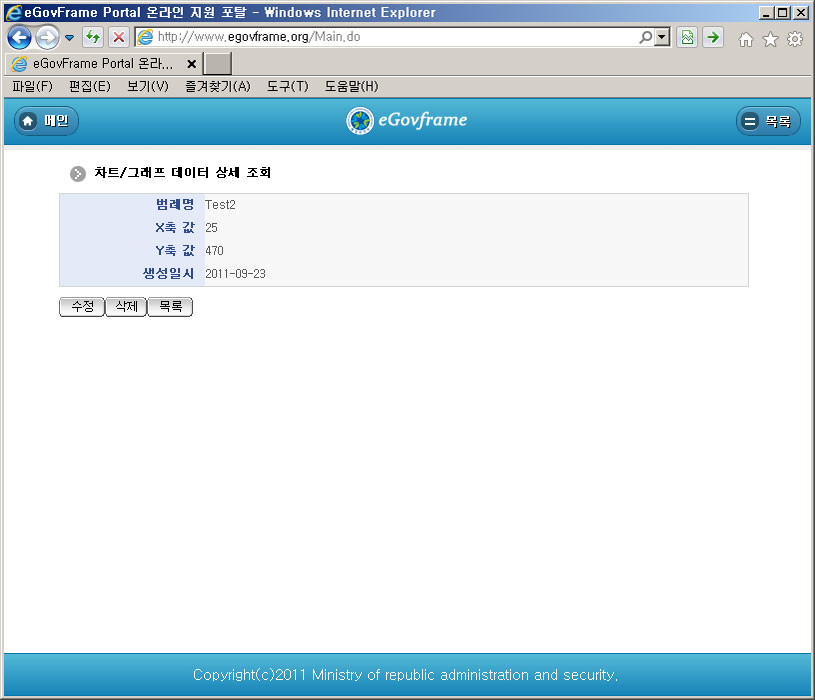 eGovFrame Portal 온라인 지원 포탈 - Windows Internet Explorer
http://www.egovframe.org/Main.do
eGovFrame Portal 온라...
파일(F) 편집(E) 보기(V) 즐겨찾기(A) 도구(T) 도움말(H)
메인 eGovframe 목록
차트/그래프 데이터 상세 조회
범례명 Test2
X축 값 25
Y축 값 470
생성일시 2011-09-23
수정 삭제 목록
Copyright(c)2011 Ministry of republic administration and security.